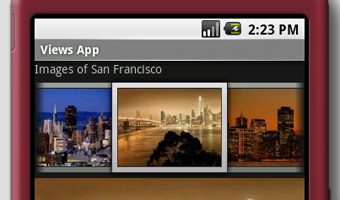 2:23 PM
Views App
Images of San Francisco